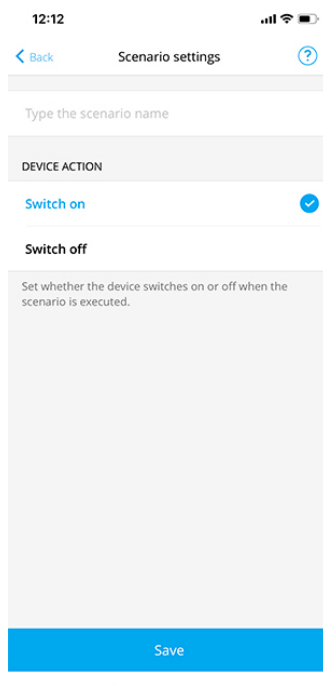 12:12
Back
Scenario settings
?
Type the scenario name
DEVICE ACTION
Switch on
Switch off
Set whether the device switches on or off when the
scenario is executed.
Save